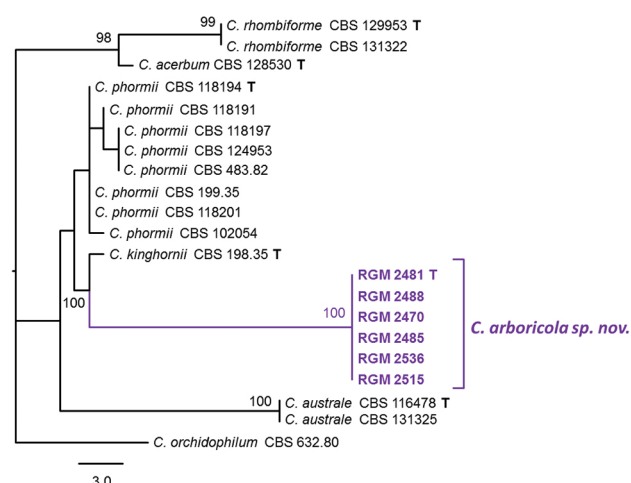 99
C. rhombiforme CBS 129953 T
C. rhombiforme CBS 131322
98
C. acerbum CBS 128530 T
C. phormii CBS 118194 T
C. phormii CBS 118191
C. phormii CBS 118197
C. phormii CBS 124953
C. phormii CBS 483.82
C. phormii CBS 199.35
C. phormii CBS 118201
C. phormii CBS 102054
C. kinghornii CBS 198.35 T
100
RGM 2481 T
RGM 2488
100
RGM 2470
RGM 2485
RGM 2536
RGM 2515
C. arboricola sp. nov.
100
C. australe CBS 116478 T
C. australe CBS 131325
C. orchidophilum CBS 632.80
3.0